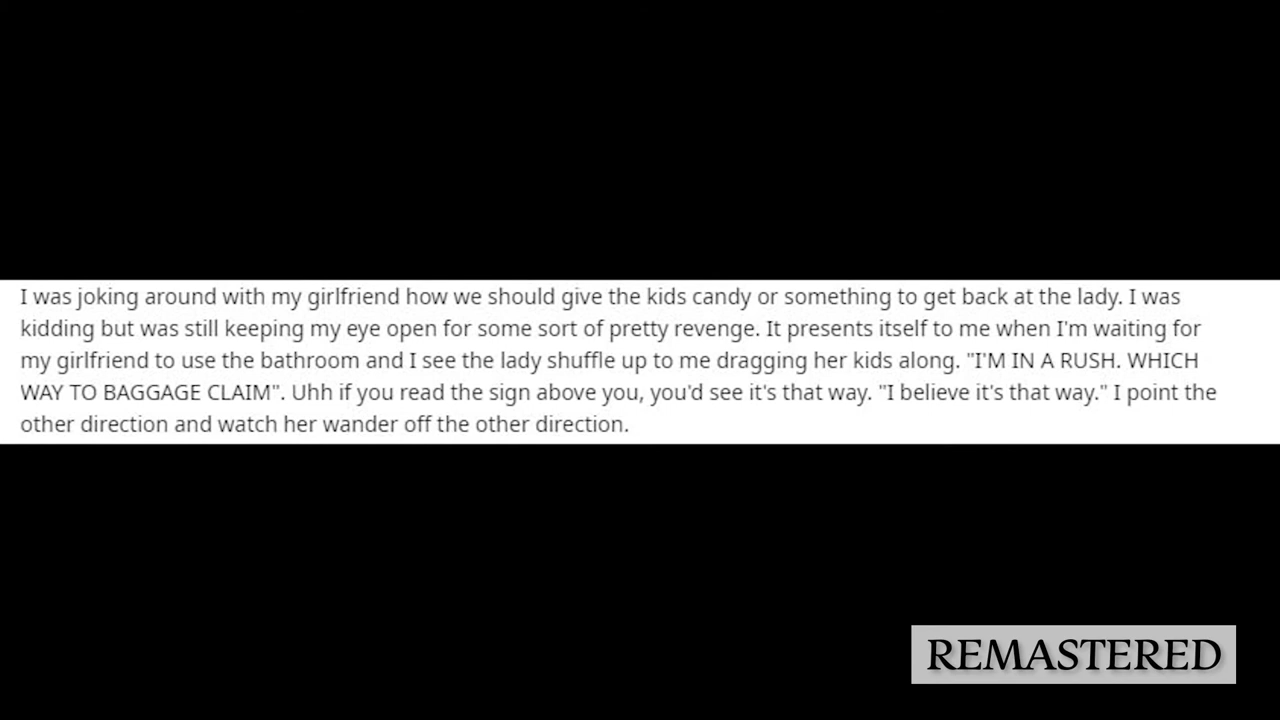 I was joking around with my girlfriend how we should give the kids candy or something to get back at the lady. I was
kidding but was still keeping my eye open for some sort of pretty revenge. It presents itself to me when I'm waiting for
my girlfriend to use the bathroom and I see the lady shuffle up to me dragging her kids along. "I'M IN A RUSH. WHICH
WAY TO BAGGAGE CLAIM". Uhh if you read the sign above you, you'd see it's that way. "I believe it's that way." I point the
other direction and watch her wander off the other direction.
REMASTERED